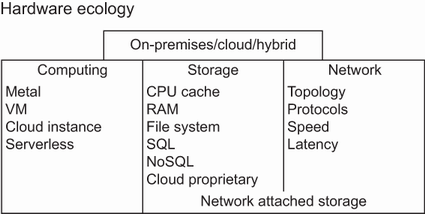 Hardware ecology
On-premises/cloud/hybrid
Computing
Metal
VM
Cloud instance
Serverless
Storage
CPU cache
RAM
File system
SQL
NoSQL
Cloud proprietary
Network
Topology
Protocols
Speed
Latency
Network attached storage